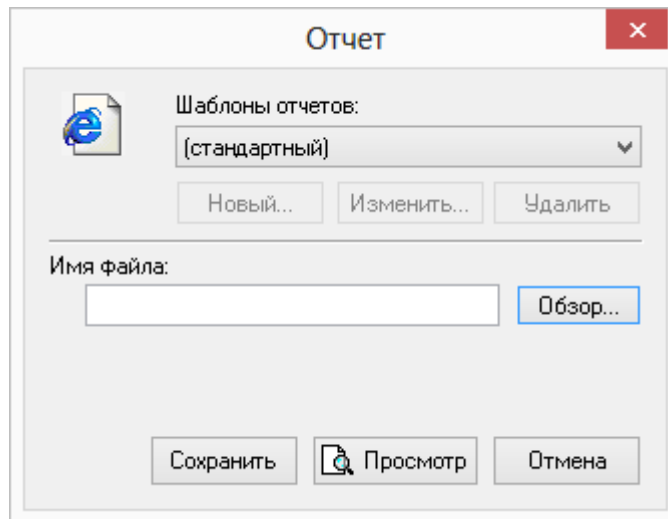 Отчет
Шаблоны отчетов:
(стандартный)
Новый... Изменить... Удалить
Имя файла:
Обзор...
Сохранить Просмотр Отмена